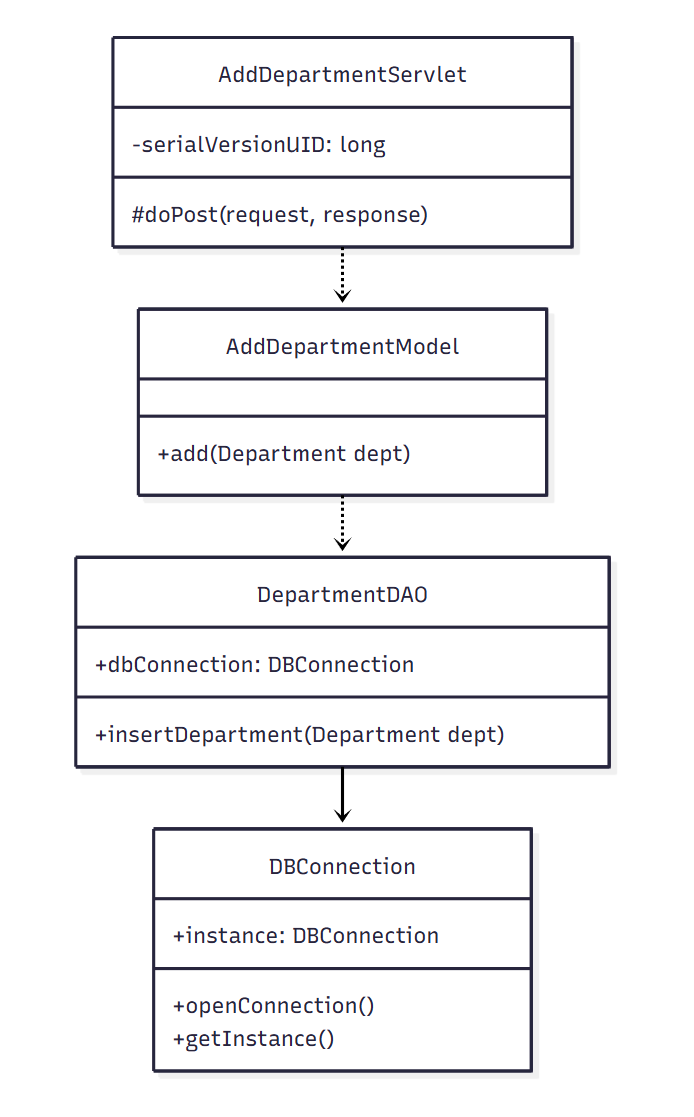 AddDepartmentServlet
-serialVersionUID: long
#doPost(request, response)
AddDepartmentModel
+add(Department dept)
DepartmentDAO
+dbConnection: DBConnection
+insertDepartment(Department dept)
DBConnection
+instance: DBConnection
+openConnection()
+getInstance()